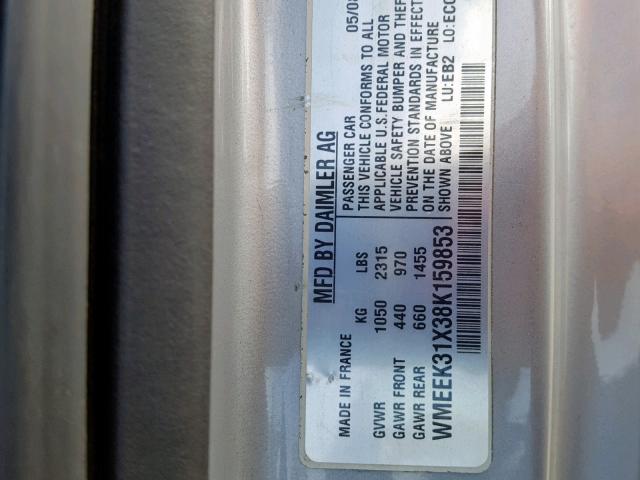 MFD BY DAIMLER AG
MADE IN FRANCE
PASSENGER CAR 05/08
THIS VEHICLE CONFORMS TO ALL
APPLICABLE U.S.FEDERAL MOTOR
VEHICLE SAFETY BUMPER AND THEFT
PREVENTION STANDARDS IN EFFECT
ON THE DATE OF MANUFACTURE
SHOWN ABOVE LU:EB2 LO:EC
KG LBS
GVWR 1050 2315
GAWR FRONT 440 970
GAWR REAR 660 1455
WMEEK31X38K159853